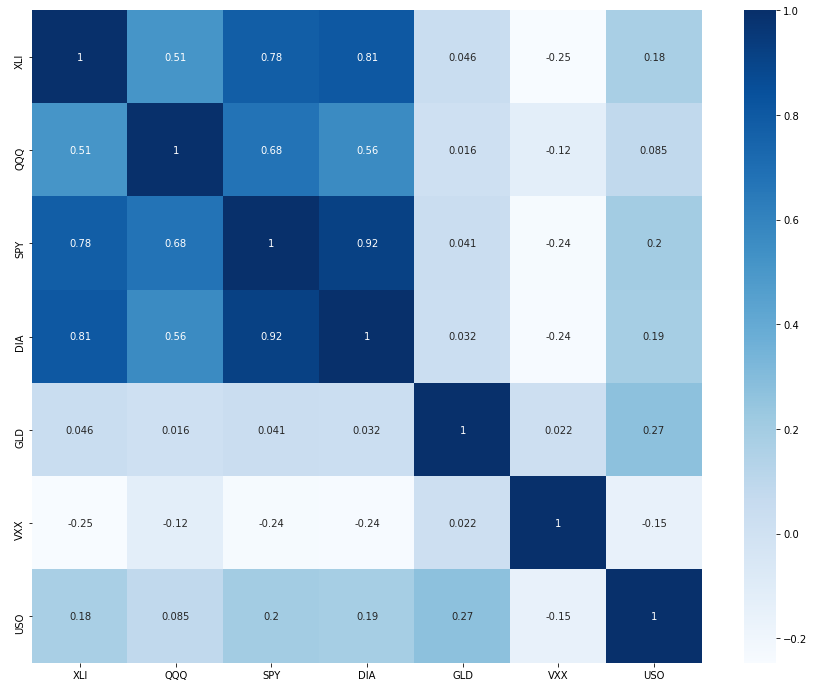 XLI 1 0.51 0.78 0.81 0.046 -0.25 0.18
QQQ 0.51 1 0.68 0.56 0.016 -0.12 0.085
SPY 0.78 0.68 1 0.92 0.041 -0.24 0.2
DIA 0.81 0.56 0.92 1 0.032 -0.24 0.19
GLD 0.046 0.016 0.041 0.032 1 0.022 0.27
VXX -0.25 -0.12 -0.24 -0.24 0.022 1 -0.15
USO 0.18 0.085 0.2 0.19 0.27 -0.15 1
XLI QQQ SPY DIA GLD VXX USO
1.0
0.8
0.6
0.4
0.2
0.0
−0.2